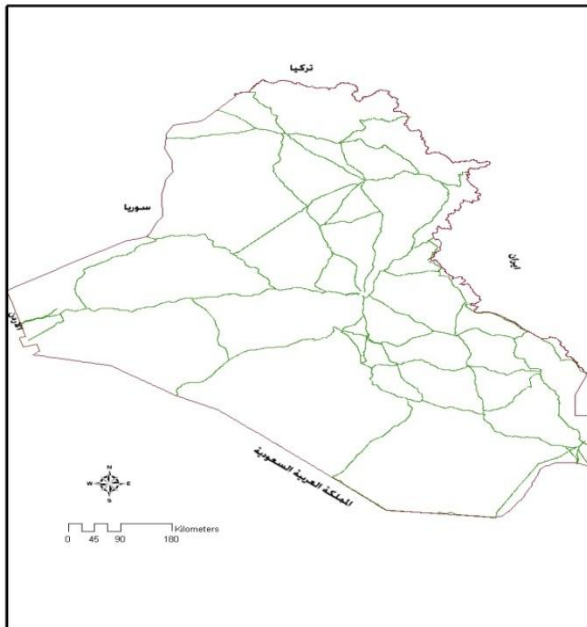 تركيا
سوريا
ايران
الأردن
المملكة العربية السعودية
N
W E
S
Kilometers
0 45 90 180